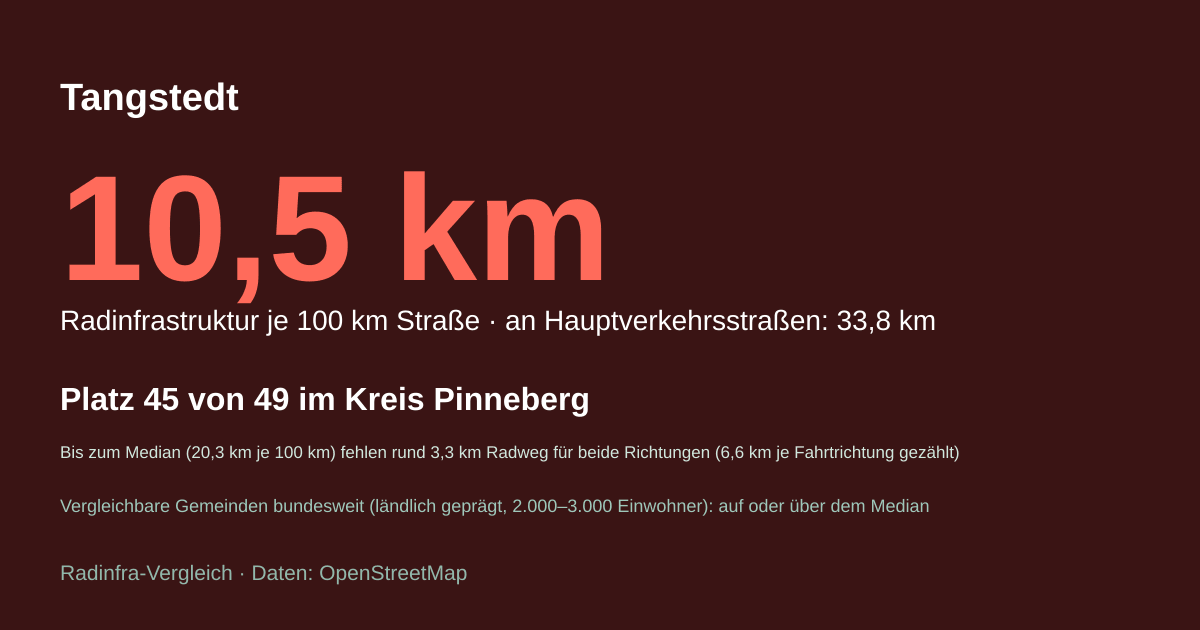 Tangstedt
10,5 km
Radinfrastruktur je 100 km Straße · an Hauptverkehrsstraßen: 33,8 km
Platz 45 von 49 im Kreis Pinneberg
Bis zum Median (20,3 km je 100 km) fehlen rund 3,3 km Radweg für beide Richtungen (6,6 km je Fahrtrichtung gezählt)
Vergleichbare Gemeinden bundesweit (ländlich geprägt, 2.000–3.000 Einwohner): auf oder über dem Median
Radinfra-Vergleich · Daten: OpenStreetMap